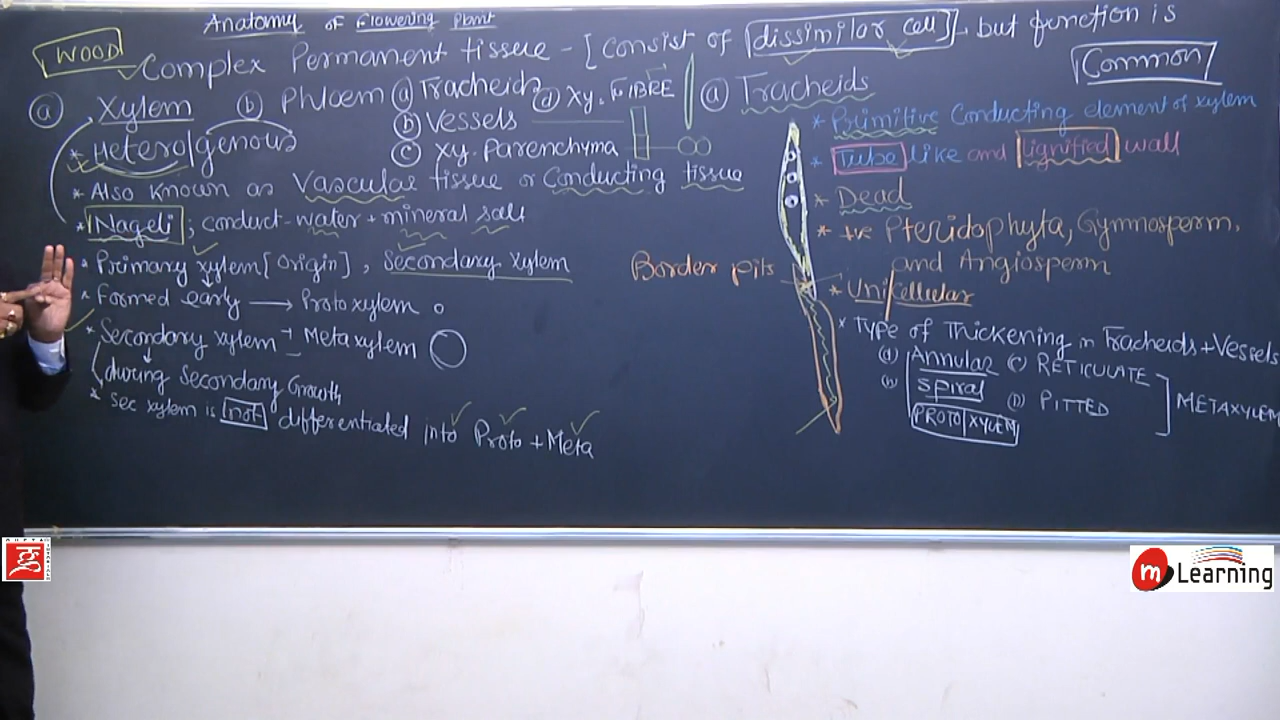 Anatomy of Flowering Plant
WOOD
Complex Permanent tissue - [Consist of dissimilar cell], but function is
Common
(a) Xylem (b) Phloem
(a) Tracheids (d) Xy. FIBRE
(b) Vessels
(c) Xy. Parenchyma
* Hetero|genous
* Also known as Vascular tissue or Conducting tissue
* Nageli ; conduct-water + mineral salt
* Primary xylem [Origin] , Secondary Xylem
* Formed early → Protoxylem
* Secondary xylem + Metaxylem
during Secondary Growth
* Sec xylem is not differentiated into Proto + Meta
(a) Tracheids
* Primitive Conducting element of xylem
* Tube like and lignified wall
* Dead
* +ve Pteridophyta, Gymnosperm,
and Angiosperm
Border pits
* Unicellular
* Type of Thickening in Tracheids + Vessels
(a) Annular (c) RETICULATE
(b) spiral (D) PITTED
PROTOXYLEM
METAXYLEM
GUPTA
m Learning